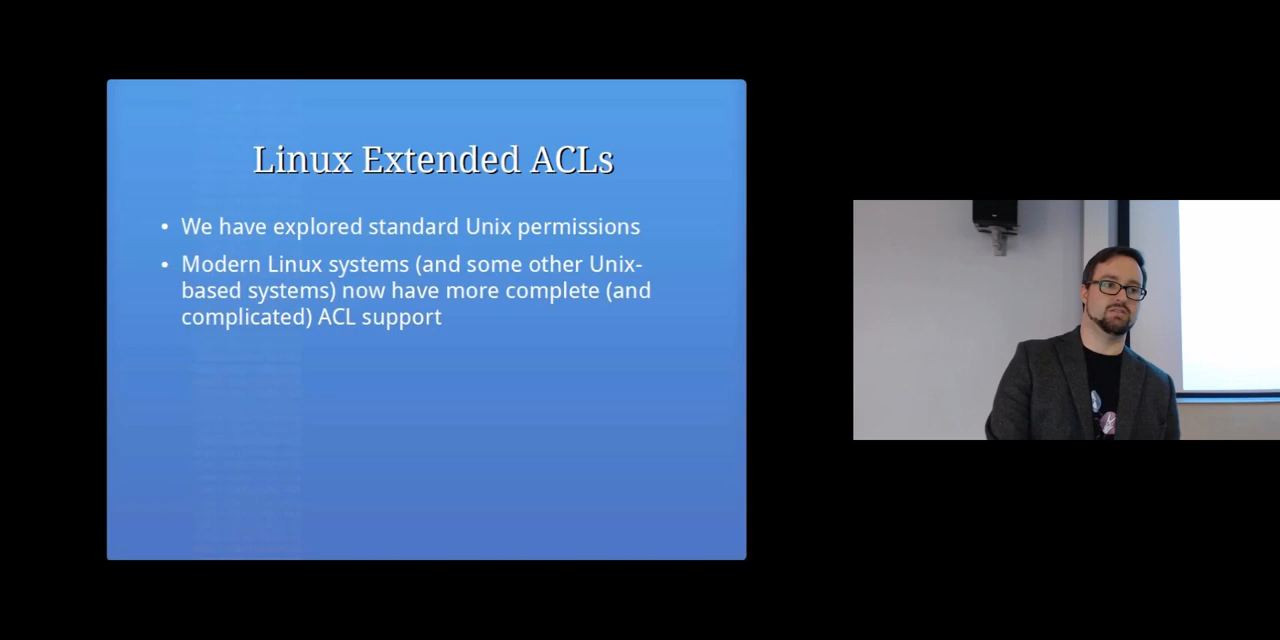 Linux Extended ACLs
• We have explored standard Unix permissions
• Modern Linux systems (and some other Unix-
based systems) now have more complete (and
complicated) ACL support